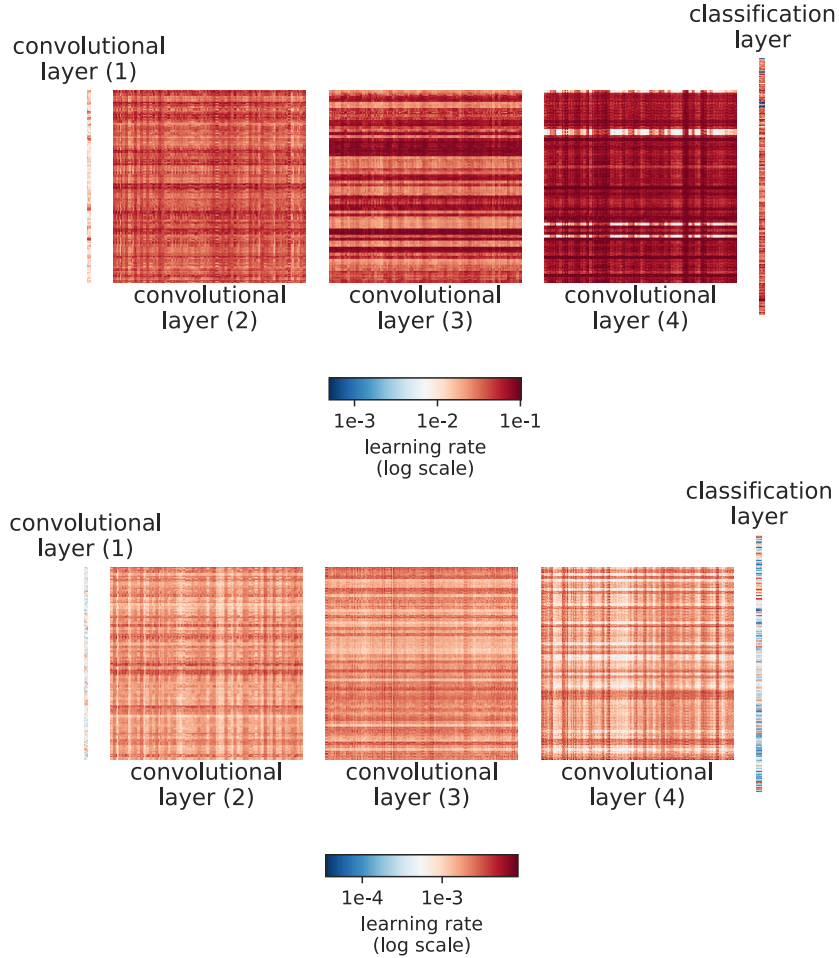 classification
layer
convolutional
layer (1)
convolutional
layer (2)
convolutional
layer (3)
convolutional
layer (4)
1e-3
1e-2
1e-1
learning rate
(log scale)
classification
layer
convolutional
layer (1)
convolutional
layer (2)
convolutional
layer (3)
convolutional
layer (4)
1e-4
1e-3
learning rate
(log scale)